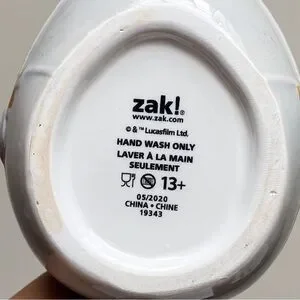 zak!®
www.zak.com
© & ™ Lucasfilm Ltd.
HAND WASH ONLY
LAVER À LA MAIN
SEULEMENT
13+
05/2020
CHINA • CHINE
19343